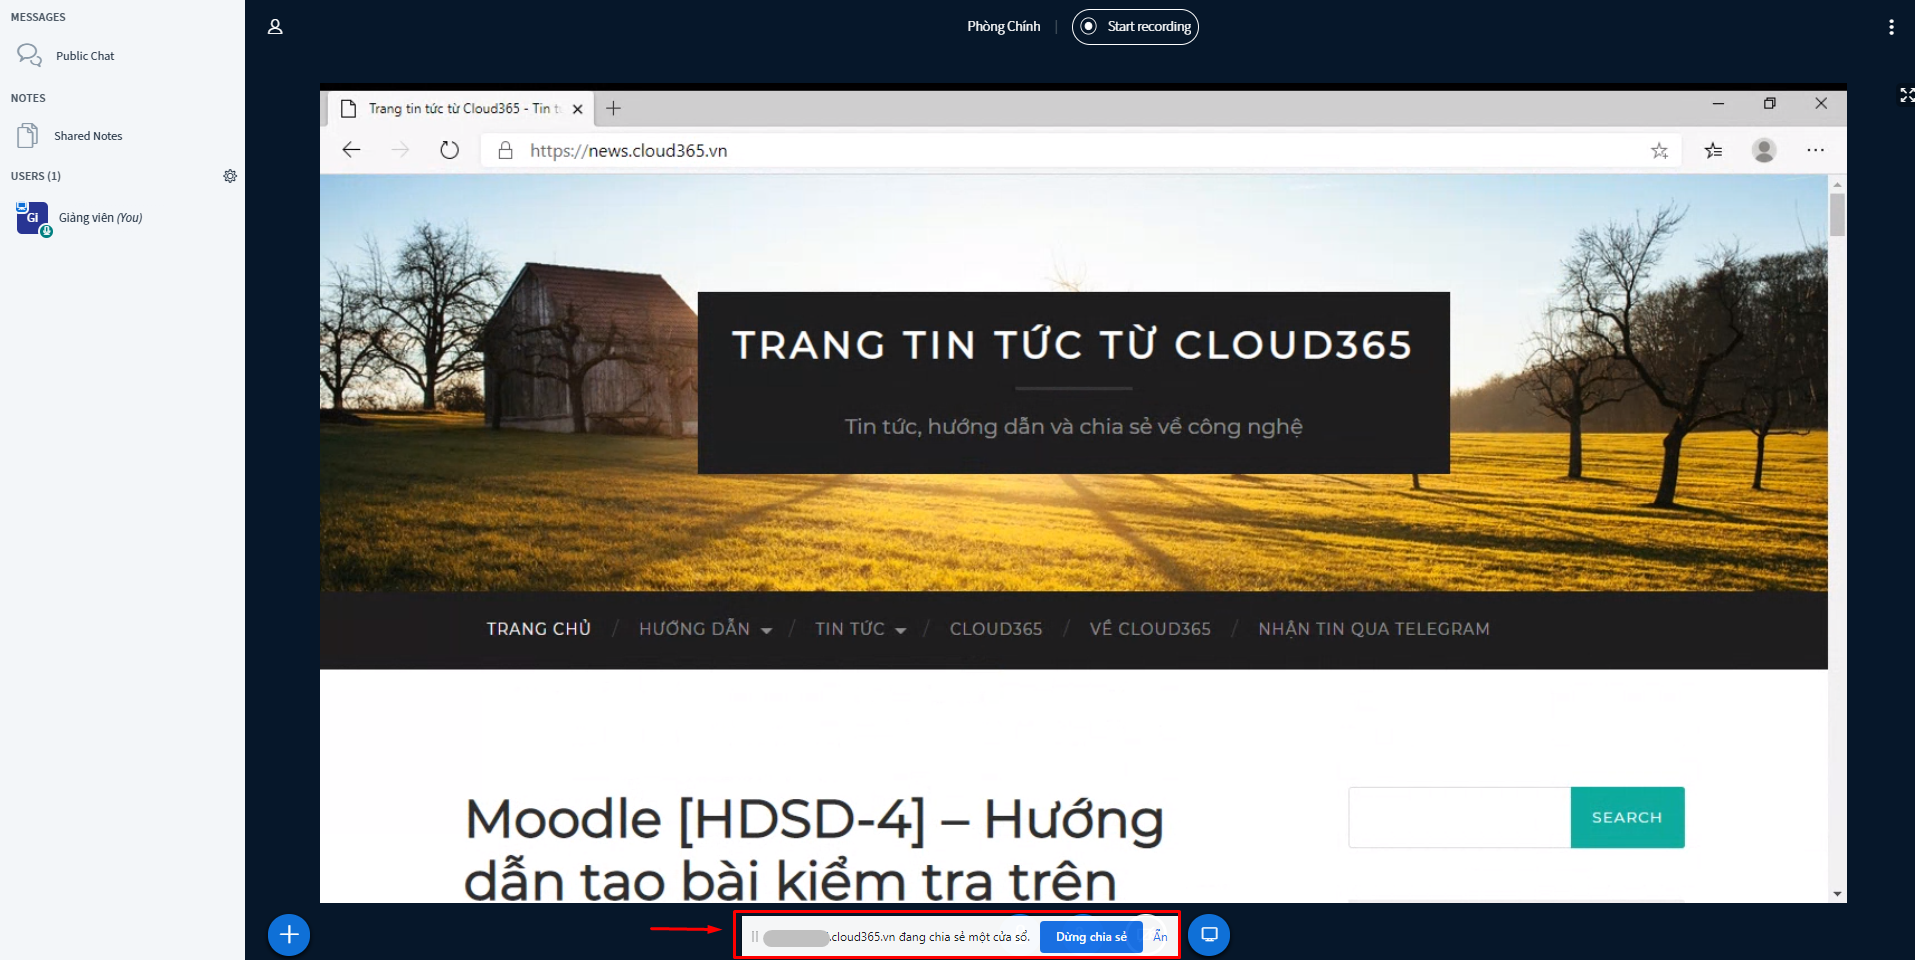 MESSAGES
Public Chat
NOTES
Shared Notes
USERS (1)
Gi
Giảng viên (You)
Phòng Chính
Start recording
Trang tin tức từ Cloud365 - Tin t
https://news.cloud365.vn
TRANG TIN TỨC TỪ CLOUD365
Tin tức, hướng dẫn và chia sẻ về công nghệ
TRANG CHỦ / HƯỚNG DẪN / TIN TỨC / CLOUD365 / VỀ CLOUD365 / NHẬN TIN QUA TELEGRAM
Moodle [HDSD-4] – Hướng
dẫn tạo bài kiểm tra trên
SEARCH
.cloud365.vn đang chia sẻ một cửa sổ.
Dừng chia sẻ
Ẩn